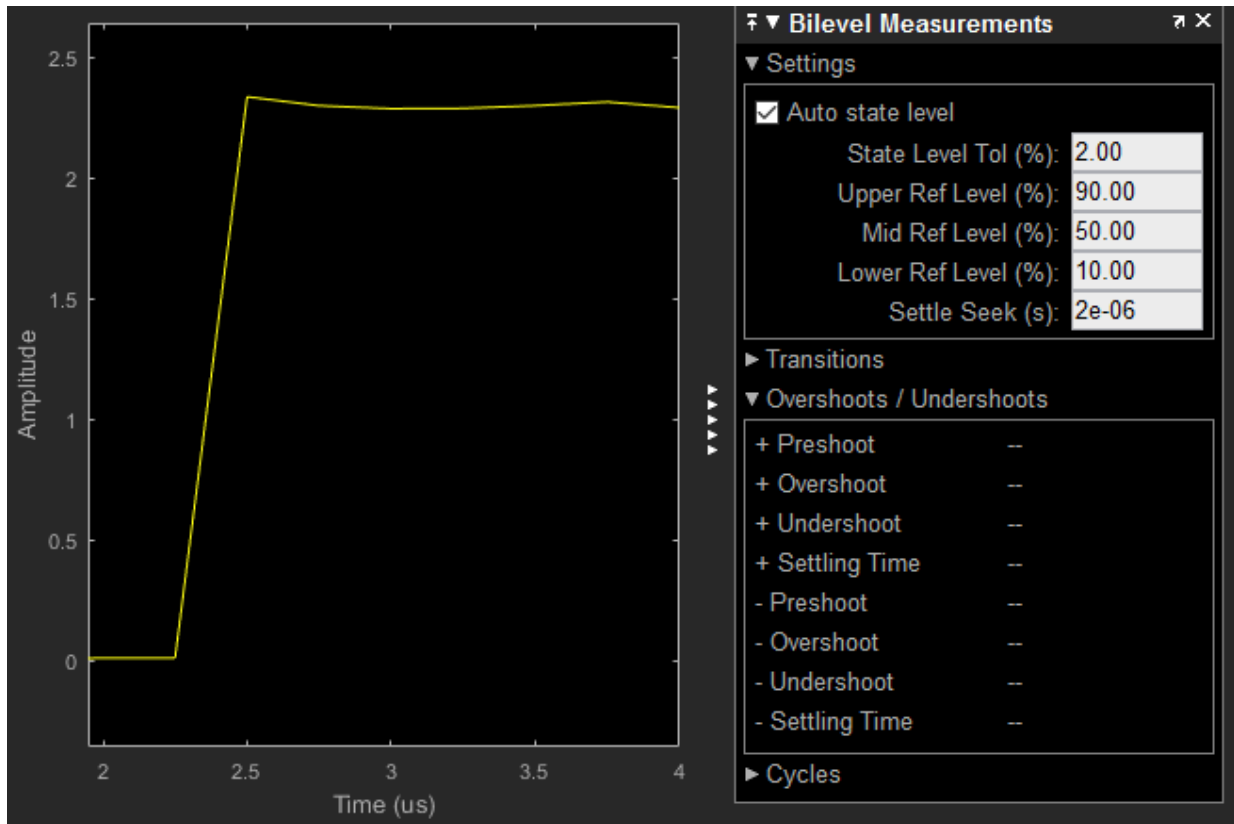 2.5
2
1.5
1
0.5
0
Amplitude
2
2.5
3
3.5
4
Time (us)
Bilevel Measurements
Settings
Auto state level
State Level Tol (%): 2.00
Upper Ref Level (%): 90.00
Mid Ref Level (%): 50.00
Lower Ref Level (%): 10.00
Settle Seek (s): 2e-06
Transitions
Overshoots / Undershoots
+ Preshoot --
+ Overshoot --
+ Undershoot --
+ Settling Time --
- Preshoot --
- Overshoot --
- Undershoot --
- Settling Time --
Cycles